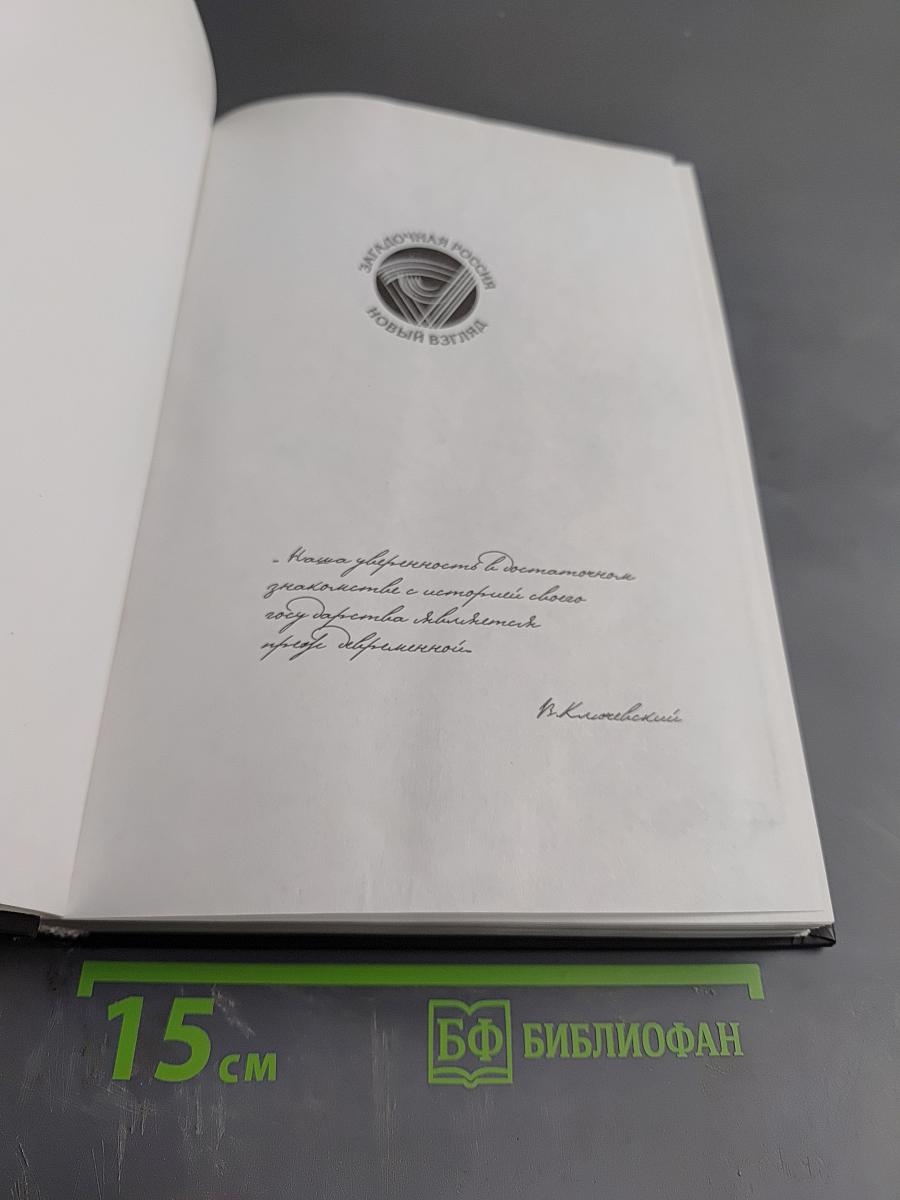 ЗАГАДОЧНАЯ РОССИЯ
НОВЫЙ ВЗГЛЯД
„Наша уверенность в достаточном
знакомстве с историей своего
государства является
преждевременной“
В.Ключевский
15 см
БФ БИБЛИОФАН